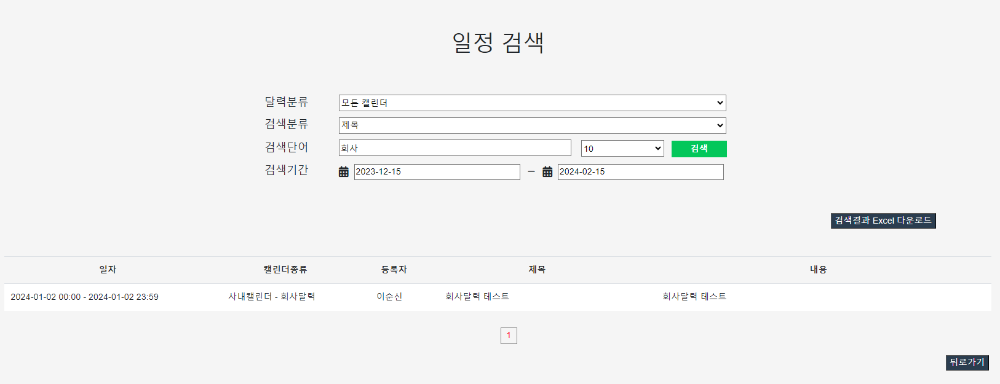 일정 검색
달력분류 모든 캘린더
검색분류 제목
검색단어 회사 10 검색
검색기간 2023-12-15 – 2024-02-15
검색결과 Excel 다운로드
일자 캘린더종류 등록자 제목 내용
2024-01-02 00:00 - 2024-01-02 23:59 사내캘린더 - 회사달력 이순신 회사달력 테스트 회사달력 테스트
1
뒤로가기